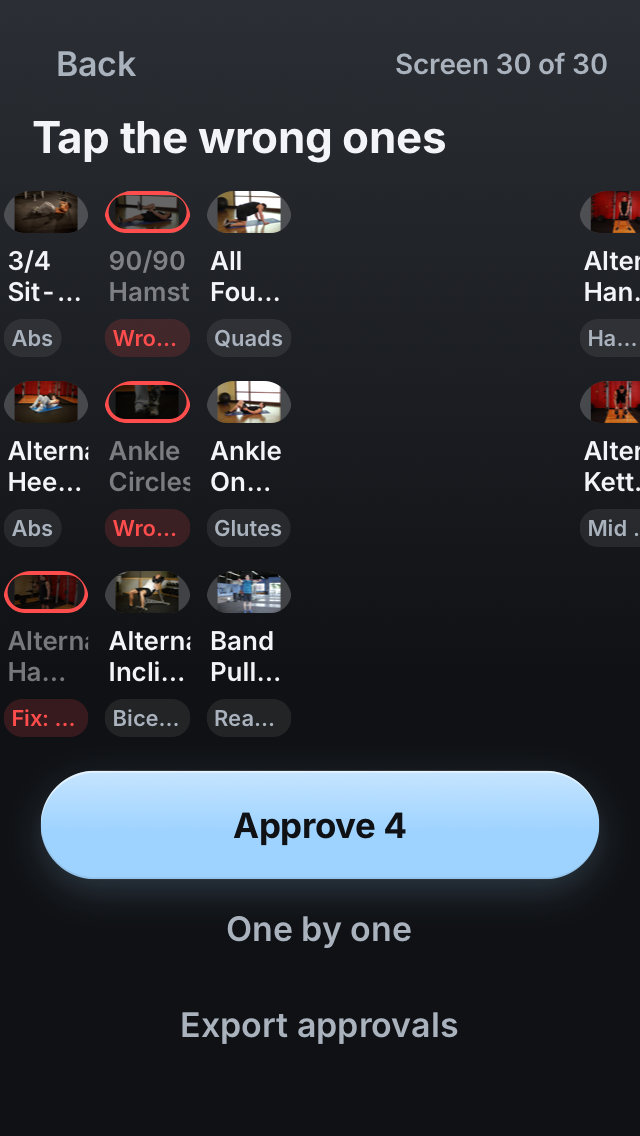 Back
Screen 30 of 30
Tap the wrong ones
3/4
Sit-...
Abs
90/90
Hamst
Wro...
All
Fou...
Quads
Alter
Han.
Ha...
Alterna
Hee...
Abs
Ankle
Circles
Wro...
Ankle
On...
Glutes
Alter
Kett.
Mid .
Alterna
Ha...
Fix: ...
Alterna
Incli...
Bice...
Band
Pull...
Rea...
Approve 4
One by one
Export approvals